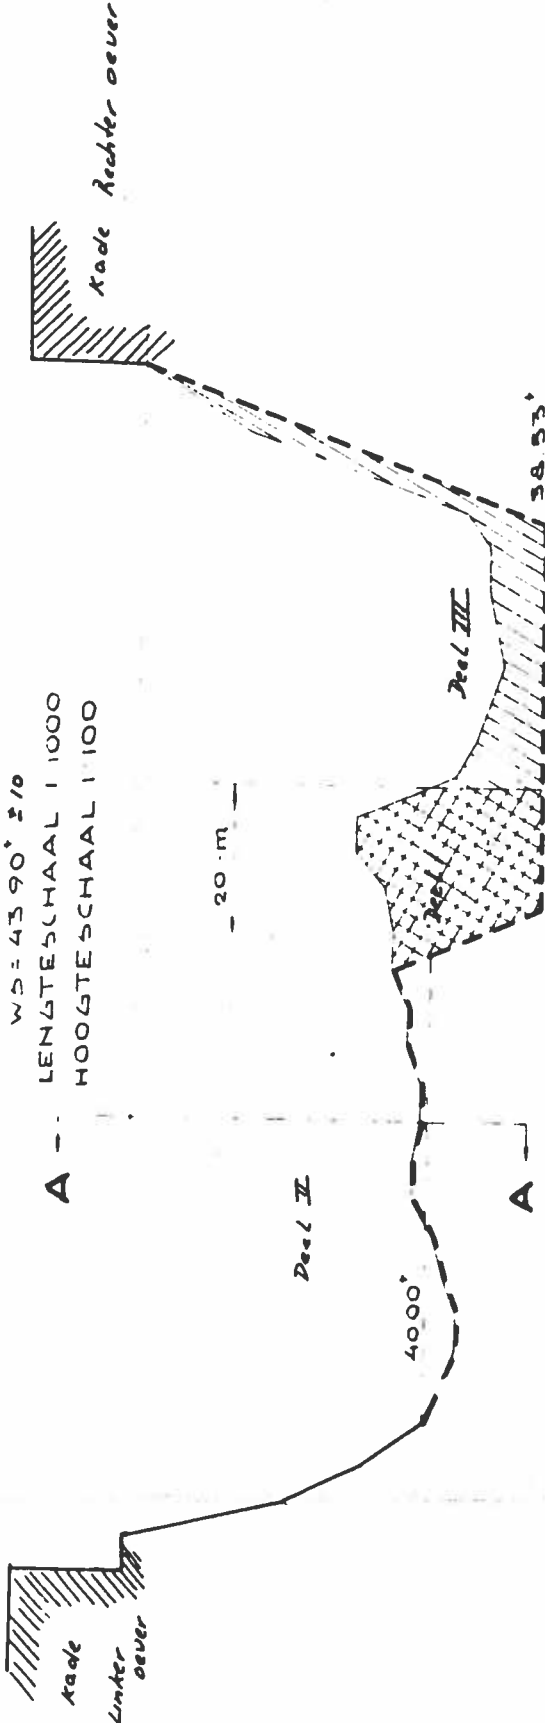 WS = 43 90⁺ ± 10
LENGTESCHAAL 1 1000
HOOGTESCHAAL 1 100
A
Kade Rechter oever
20 m
Deel II
Deel III
Deel I
40 00⁺
38.53⁺
A
Kade
Linker
oever